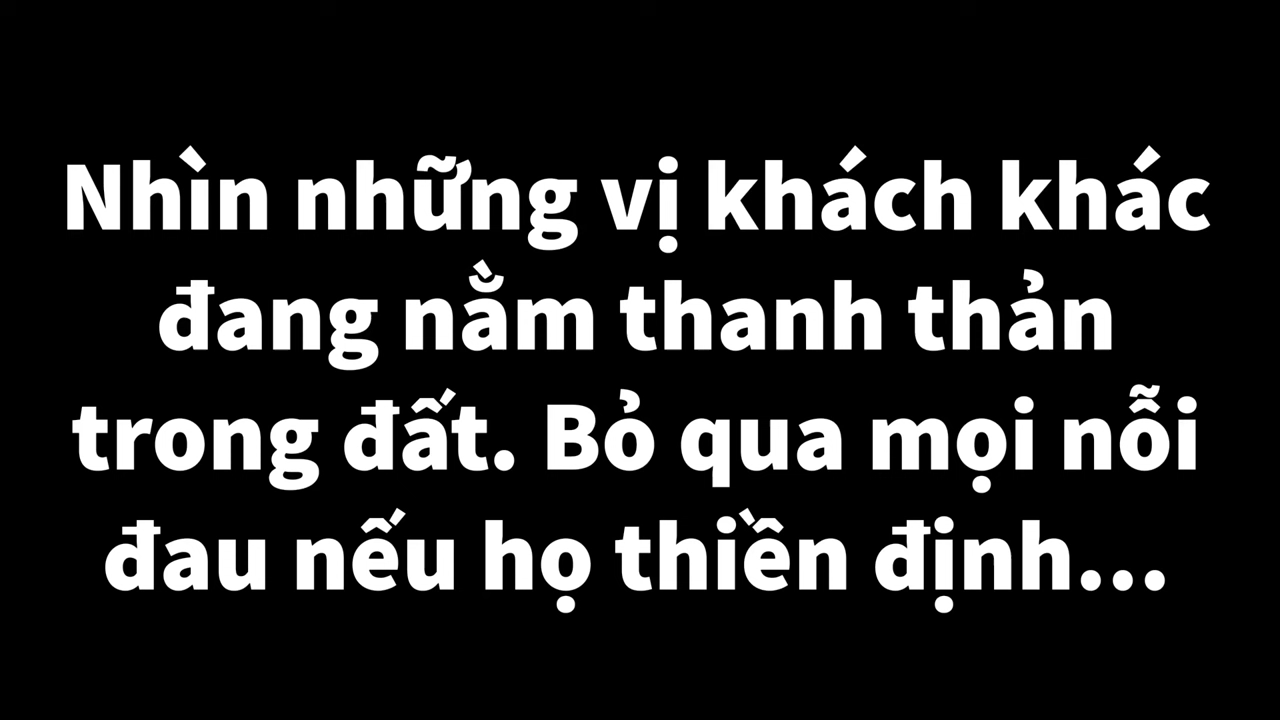 Nhìn những vị khách khác
đang nằm thanh thản
trong đất. Bỏ qua mọi nỗi
đau nếu họ thiền định...